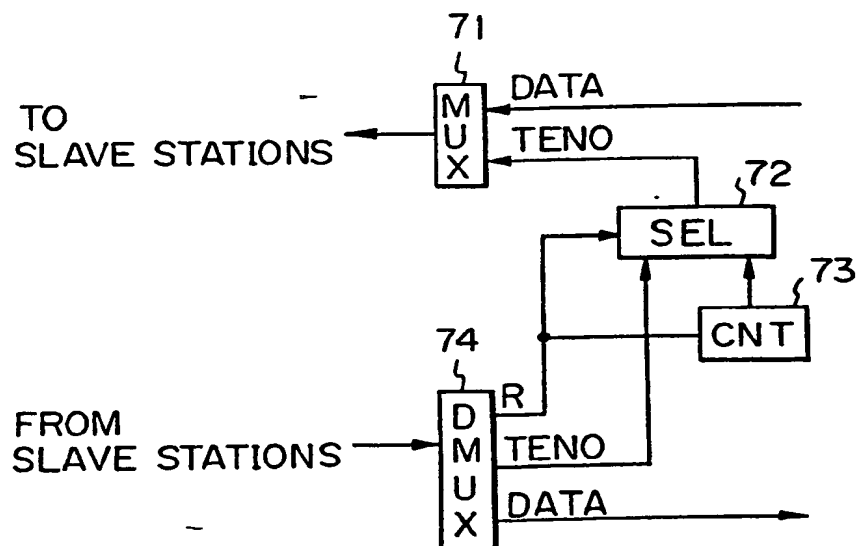 71
MUX
DATA
TENO
TO
SLAVE STATIONS
72
SEL
73
CNT
74
DMUX
R
TENO
DATA
FROM
SLAVE STATIONS